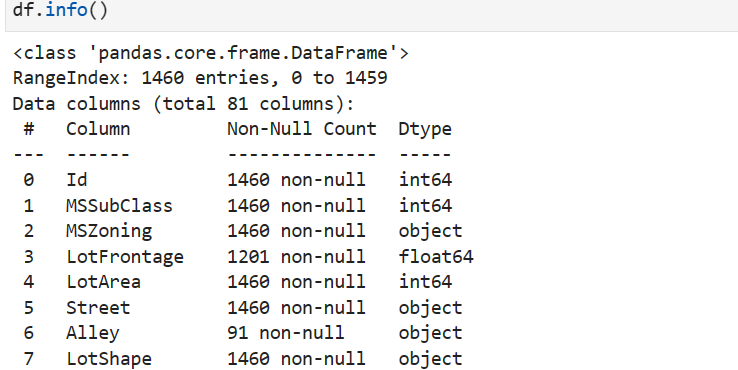 df.info()
<class 'pandas.core.frame.DataFrame'>
RangeIndex: 1460 entries, 0 to 1459
Data columns (total 81 columns):
 #   Column         Non-Null Count  Dtype
---  ------         --------------  -----
 0   Id             1460 non-null   int64
 1   MSSubClass     1460 non-null   int64
 2   MSZoning       1460 non-null   object
 3   LotFrontage    1201 non-null   float64
 4   LotArea        1460 non-null   int64
 5   Street         1460 non-null   object
 6   Alley          91 non-null     object
 7   LotShape       1460 non-null   object